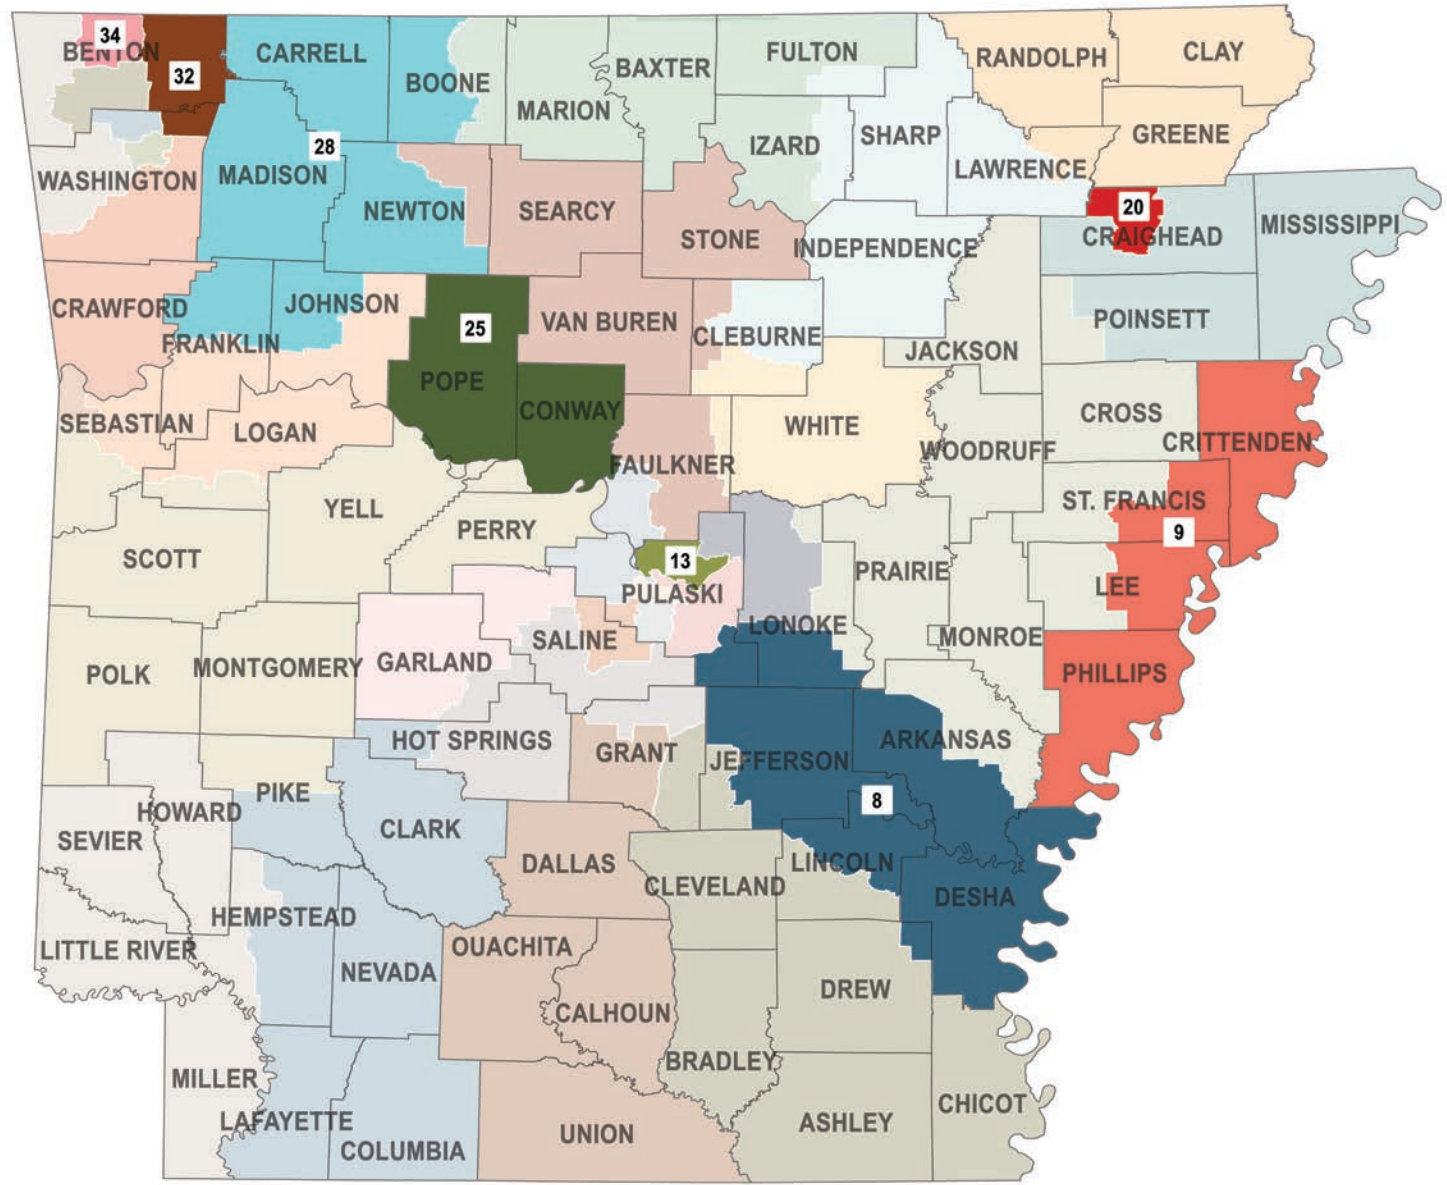 34
BENTON
32
CARRELL
BOONE
MARION
BAXTER
FULTON
RANDOLPH
CLAY
GREENE
IZARD
SHARP
LAWRENCE
28
WASHINGTON
MADISON
NEWTON
SEARCY
STONE
INDEPENDENCE
20
CRAIGHEAD
MISSISSIPPI
CRAWFORD
FRANKLIN
JOHNSON
25
POPE
VAN BUREN
CLEBURNE
JACKSON
POINSETT
SEBASTIAN
LOGAN
CONWAY
WHITE
WOODRUFF
CROSS
CRITTENDEN
FAULKNER
ST. FRANCIS
9
YELL
PERRY
SCOTT
13
PULASKI
PRAIRIE
LEE
LONOKE
MONROE
SALINE
GARLAND
MONTGOMERY
POLK
PHILLIPS
HOT SPRINGS
GRANT
JEFFERSON
ARKANSAS
8
PIKE
HOWARD
SEVIER
CLARK
DALLAS
CLEVELAND
LINCOLN
DESHA
HEMPSTEAD
LITTLE RIVER
NEVADA
OUACHITA
CALHOUN
DREW
BRADLEY
MILLER
LAFAYETTE
COLUMBIA
UNION
ASHLEY
CHICOT